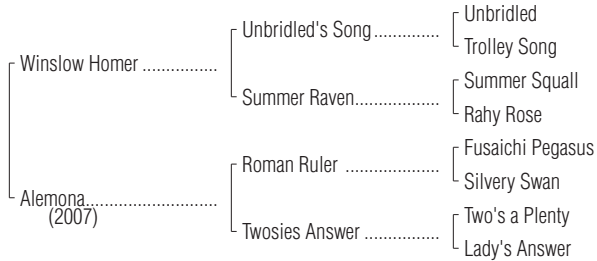 Unbridled
Unbridled's Song..............
Trolley Song
Winslow Homer ................
Summer Squall
Summer Raven..................
Rahy Rose
Fusaichi Pegasus
Roman Ruler ...................
Silvery Swan
Alemona............................
(2007)
Two's a Plenty
Twosies Answer ...............
Lady's Answer